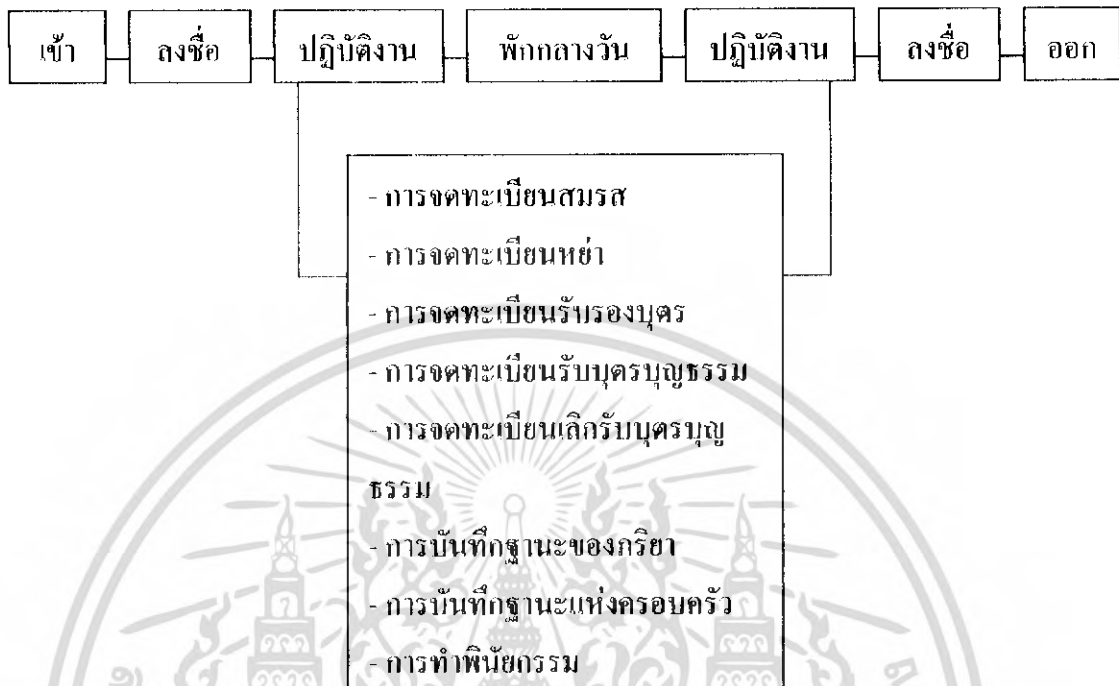 เข้า ลงชื่อ ปฏิบัติงาน พักกลางวัน ปฏิบัติงาน ลงชื่อ ออก
- การจดทะเบียนสมรส
- การจดทะเบียนหย่า
- การจดทะเบียนรับรองบุตร
- การจดทะเบียนรับบุตรบุญธรรม
- การจดทะเบียนเลิกรับบุตรบุญ
ธรรม
- การบันทึกฐานะของภริยา
- การบันทึกฐานะแห่งครอบครัว
- การทำพินัยกรรม